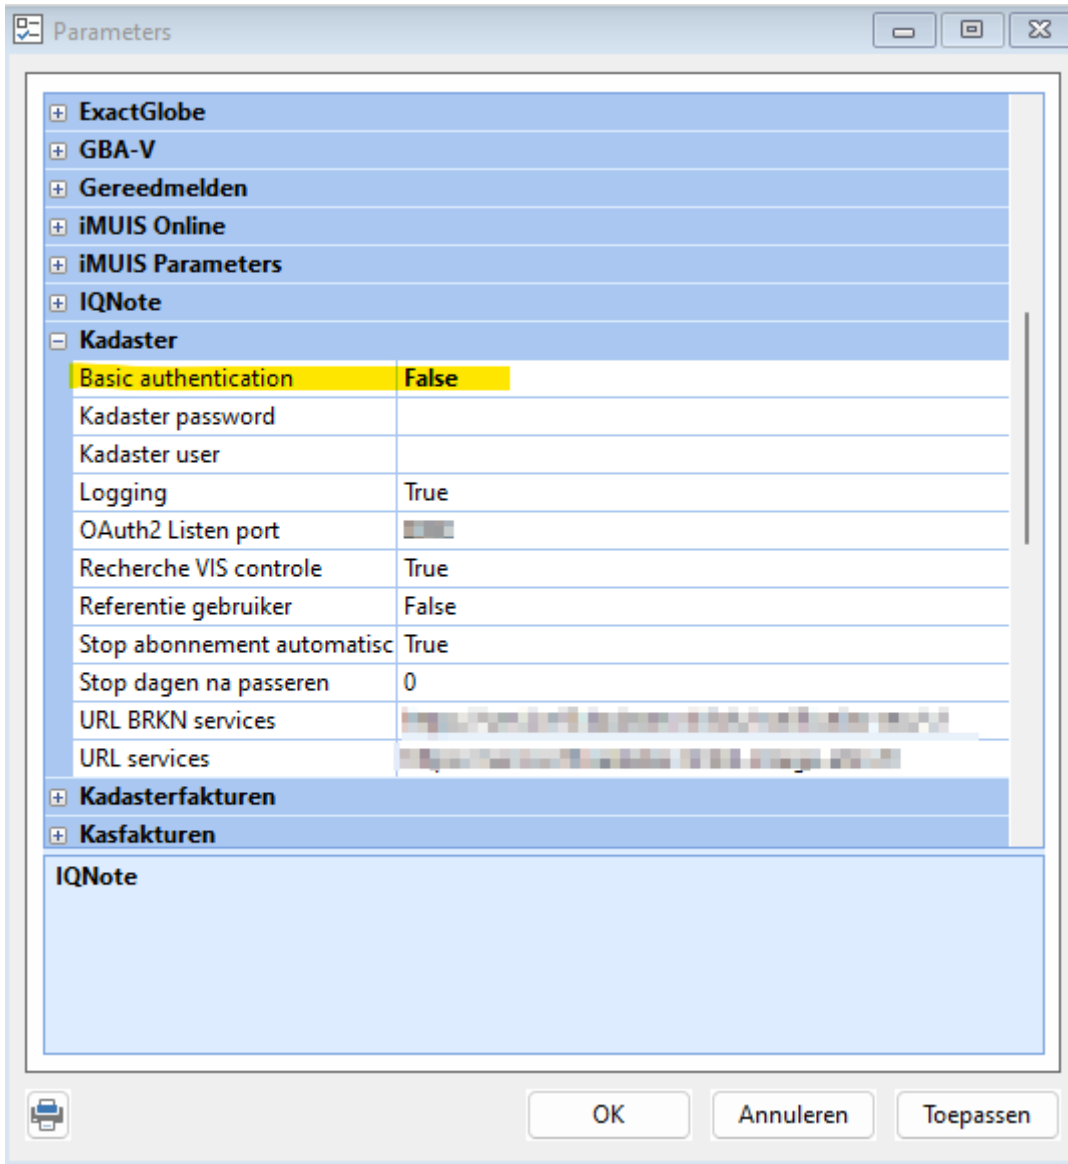 Parameters
ExactGlobe
GBA-V
Gereedmelden
iMUIS Online
iMUIS Parameters
IQNote
Kadaster
Basic authentication False
Kadaster password
Kadaster user
Logging True
OAuth2 Listen port
Recherche VIS controle True
Referentie gebruiker False
Stop abonnement automatisc True
Stop dagen na passeren 0
URL BRKN services
URL services
Kadasterfakturen
Kasfakturen
IQNote
OK Annuleren Toepassen